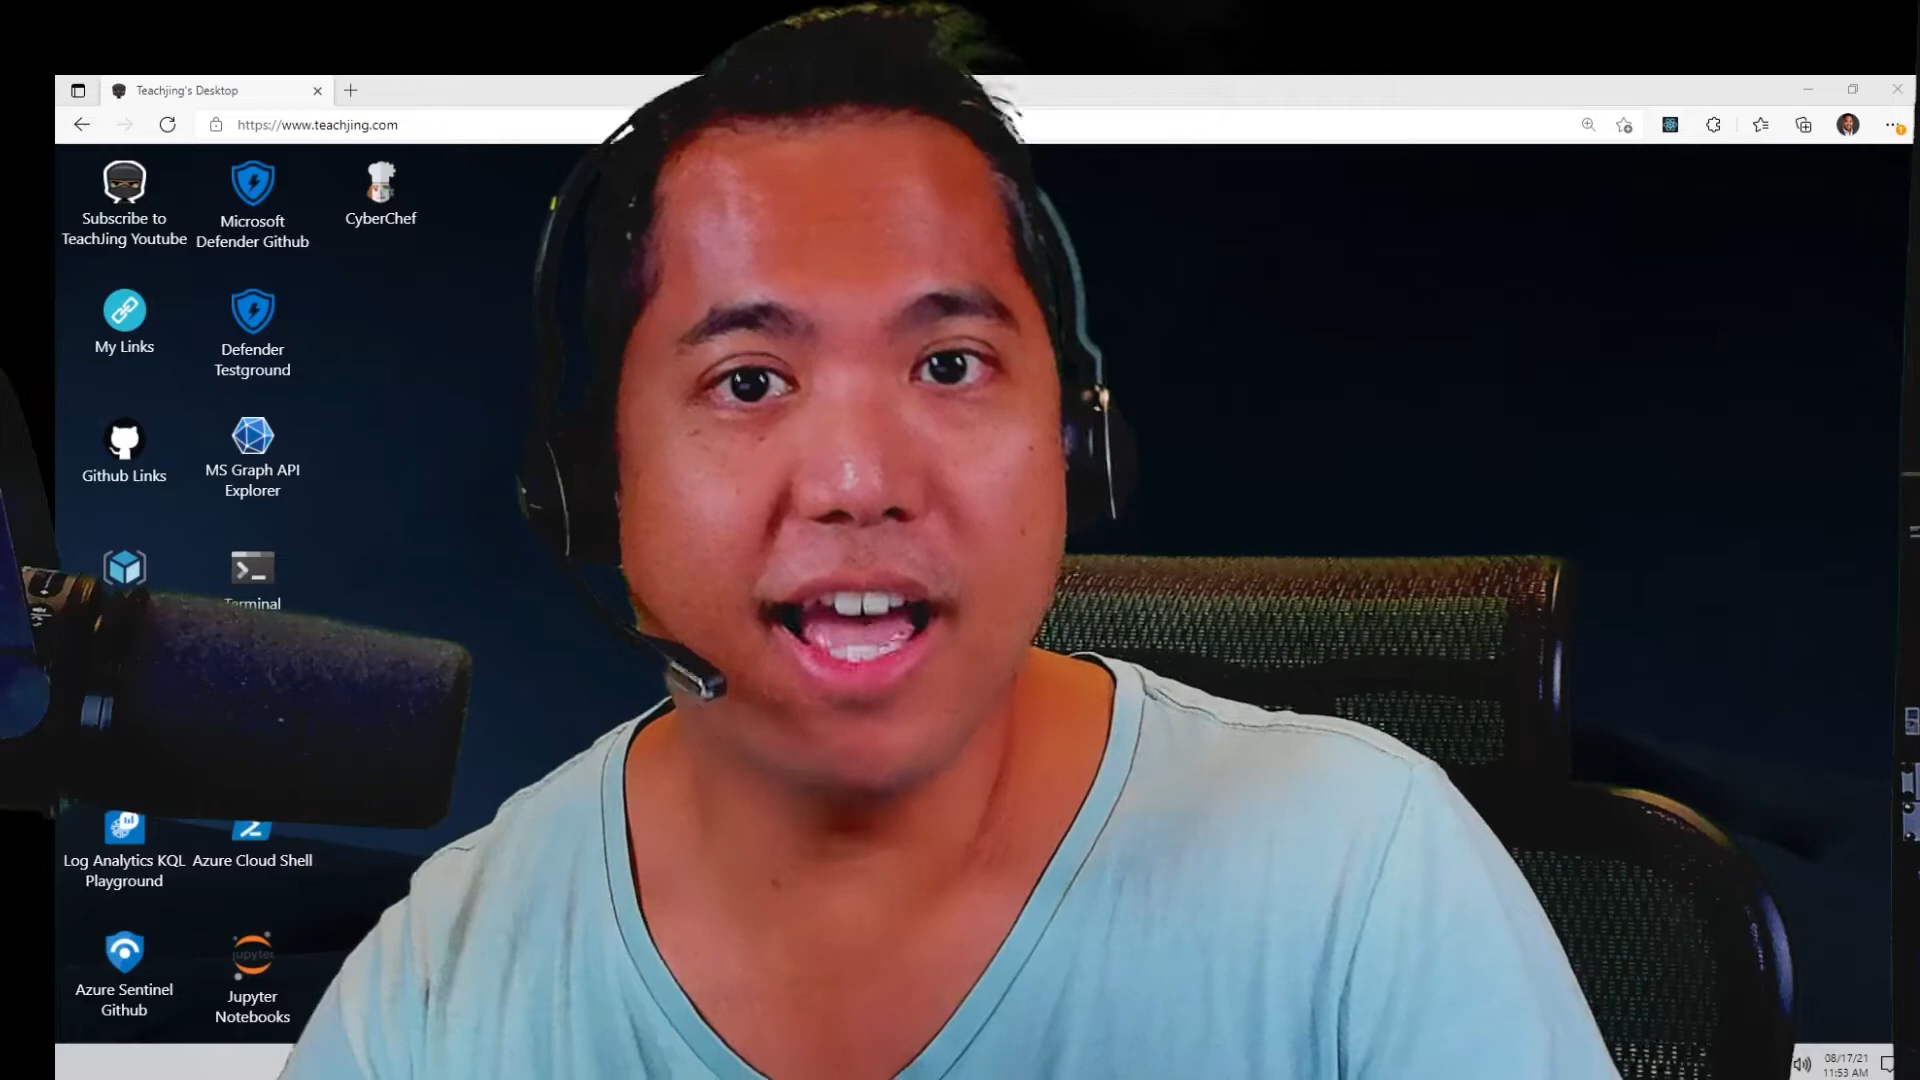 Teachjing's Desktop
https://www.teachjing.com
Subscribe to
TeachJing Youtube
Microsoft
Defender Github
CyberChef
My Links
Defender
Testground
Github Links
MS Graph API
Explorer
Terminal
Log Analytics KQL
Playground
Azure Cloud Shell
Azure Sentinel
Github
jupyter
Jupyter
Notebooks
08/17/21
11:53 AM